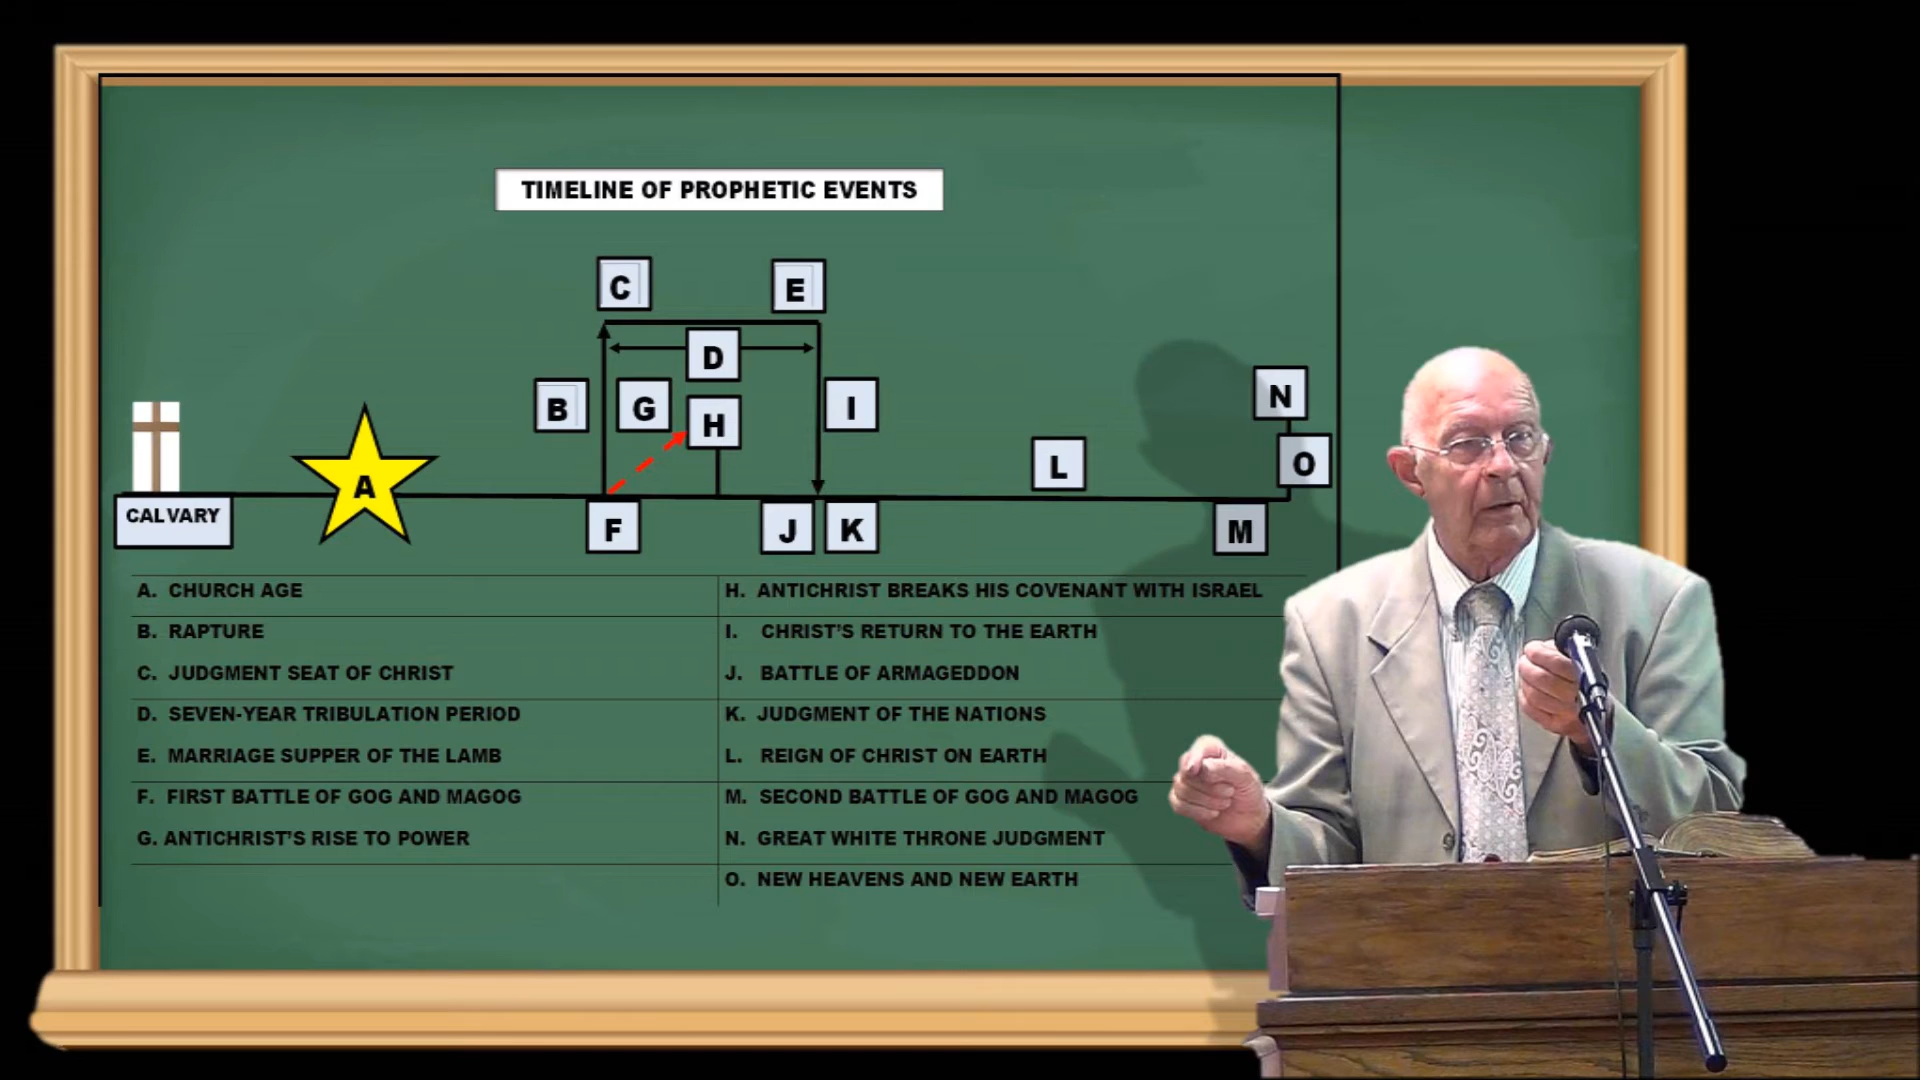 TIMELINE OF PROPHETIC EVENTS
C
E
D
B
G
H
I
N
A
L
O
CALVARY
F
J
K
M
A. CHURCH AGE
B. RAPTURE
C. JUDGMENT SEAT OF CHRIST
D. SEVEN-YEAR TRIBULATION PERIOD
E. MARRIAGE SUPPER OF THE LAMB
F. FIRST BATTLE OF GOG AND MAGOG
G. ANTICHRIST'S RISE TO POWER
H. ANTICHRIST BREAKS HIS COVENANT WITH ISRAEL
I. CHRIST'S RETURN TO THE EARTH
J. BATTLE OF ARMAGEDDON
K. JUDGMENT OF THE NATIONS
L. REIGN OF CHRIST ON EARTH
M. SECOND BATTLE OF GOG AND MAGOG
N. GREAT WHITE THRONE JUDGMENT
O. NEW HEAVENS AND NEW EARTH